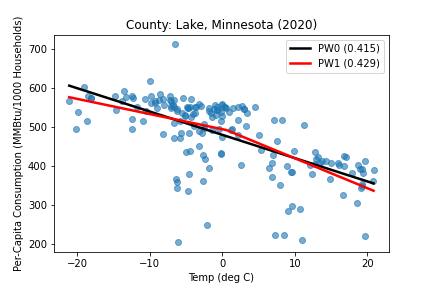 County: Lake, Minnesota (2020)
PW0 (0.415)
PW1 (0.429)
Per-Capita Consumption (MMBtu/1000 Households)
700
600
500
400
300
200
−20 −10 0 10 20
Temp (deg C)